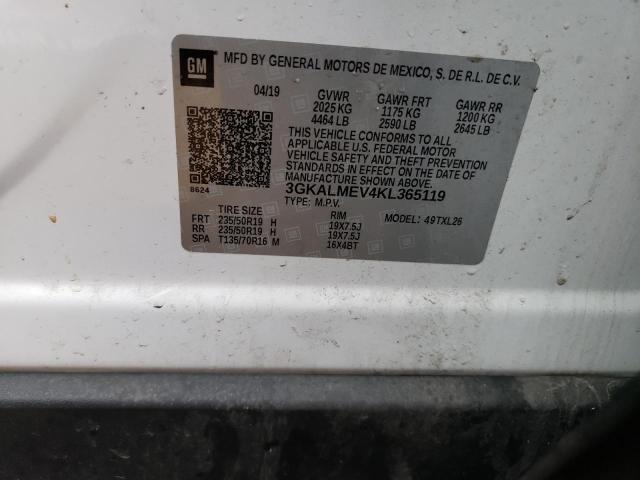 GM
MFD BY GENERAL MOTORS DE MEXICO, S. DE R.L. DE C.V.
04/19 GVWR GAWR FRT GAWR RR
2025 KG 1175 KG 1200 KG
4464 LB 2590 LB 2645 LB
THIS VEHICLE CONFORMS TO ALL
APPLICABLE U.S. FEDERAL MOTOR
VEHICLE SAFETY AND THEFT PREVENTION
STANDARDS IN EFFECT ON THE DATE OF
MANUFACTURE SHOWN ABOVE.
8624
3GKALMEV4KL365119
TYPE: M.P.V.
TIRE SIZE RIM MODEL: 49TXL26
FRT 235/50R19 H 19X7.5J
RR 235/50R19 H 19X7.5J
SPA T135/70R16 M 16X4BT